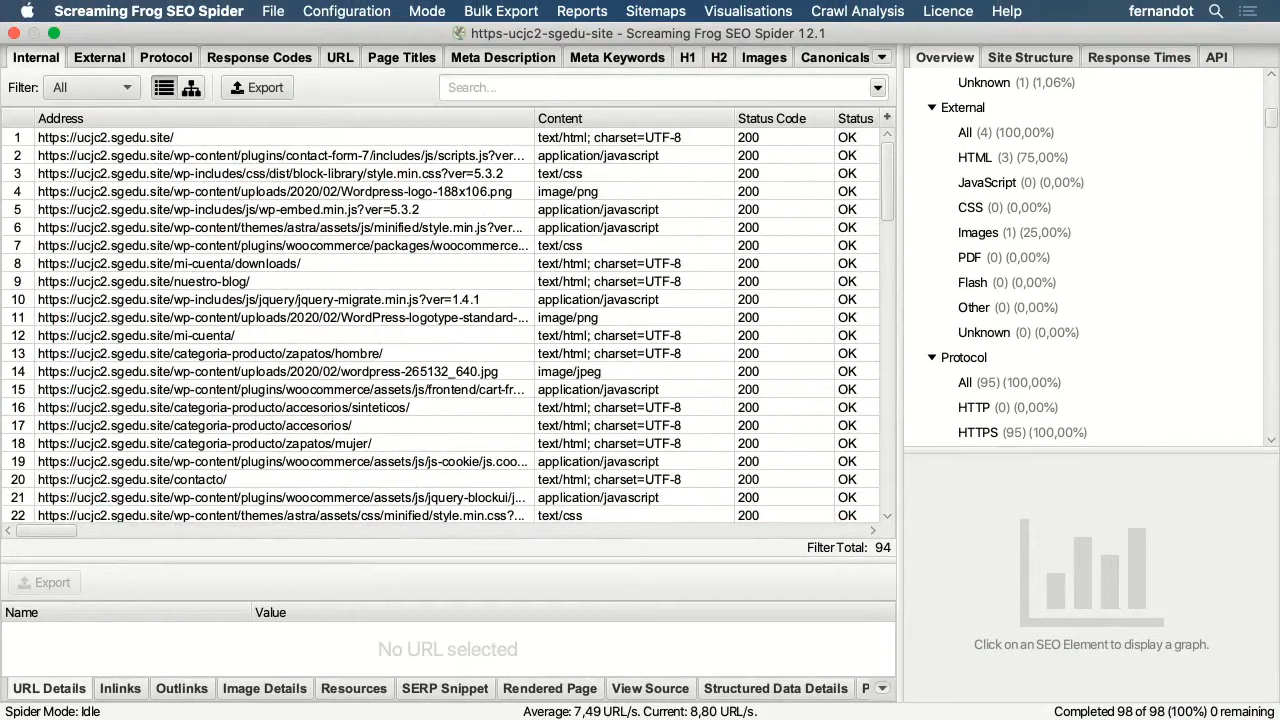 Screaming Frog SEO Spider File Configuration Mode Bulk Export Reports Sitemaps Visualisations Crawl Analysis Licence Help fernandot
https-ucjc2-sgedu-site - Screaming Frog SEO Spider 12.1
Internal External Protocol Response Codes URL Page Titles Meta Description Meta Keywords H1 H2 Images Canonicals
Filter: All Export Search...
Address Content Status Code Status
1 https://ucjc2.sgedu.site/ text/html; charset=UTF-8 200 OK
2 https://ucjc2.sgedu.site/wp-content/plugins/contact-form-7/includes/js/scripts.js?ver... application/javascript 200 OK
3 https://ucjc2.sgedu.site/wp-includes/css/dist/block-library/style.min.css?ver=5.3.2 text/css 200 OK
4 https://ucjc2.sgedu.site/wp-content/uploads/2020/02/Wordpress-logo-188x106.png image/png 200 OK
5 https://ucjc2.sgedu.site/wp-includes/js/wp-embed.min.js?ver=5.3.2 application/javascript 200 OK
6 https://ucjc2.sgedu.site/wp-content/themes/astra/assets/js/minified/style.min.js?ver... application/javascript 200 OK
7 https://ucjc2.sgedu.site/wp-content/plugins/woocommerce/packages/woocommerce... text/css 200 OK
8 https://ucjc2.sgedu.site/mi-cuenta/downloads/ text/html; charset=UTF-8 200 OK
9 https://ucjc2.sgedu.site/nuestro-blog/ text/html; charset=UTF-8 200 OK
10 https://ucjc2.sgedu.site/wp-includes/js/jquery/jquery-migrate.min.js?ver=1.4.1 application/javascript 200 OK
11 https://ucjc2.sgedu.site/wp-content/uploads/2020/02/WordPress-logotype-standard-... image/png 200 OK
12 https://ucjc2.sgedu.site/mi-cuenta/ text/html; charset=UTF-8 200 OK
13 https://ucjc2.sgedu.site/categoria-producto/zapatos/hombre/ text/html; charset=UTF-8 200 OK
14 https://ucjc2.sgedu.site/wp-content/uploads/2020/02/wordpress-265132_640.jpg image/jpeg 200 OK
15 https://ucjc2.sgedu.site/wp-content/plugins/woocommerce/assets/js/frontend/cart-fr... application/javascript 200 OK
16 https://ucjc2.sgedu.site/categoria-producto/accesorios/sinteticos/ text/html; charset=UTF-8 200 OK
17 https://ucjc2.sgedu.site/categoria-producto/accesorios/ text/html; charset=UTF-8 200 OK
18 https://ucjc2.sgedu.site/categoria-producto/zapatos/mujer/ text/html; charset=UTF-8 200 OK
19 https://ucjc2.sgedu.site/wp-content/plugins/woocommerce/assets/js/js-cookie/js.coo... application/javascript 200 OK
20 https://ucjc2.sgedu.site/contacto/ text/html; charset=UTF-8 200 OK
21 https://ucjc2.sgedu.site/wp-content/plugins/woocommerce/assets/js/jquery-blockui/j... application/javascript 200 OK
22 https://ucjc2.sgedu.site/wp-content/themes/astra/assets/css/minified/style.min.css?... text/css 200 OK
Filter Total: 94
Export
Name Value
No URL selected
URL Details Inlinks Outlinks Image Details Resources SERP Snippet Rendered Page View Source Structured Data Details P
Overview Site Structure Response Times API
Unknown (1) (1,06%)
External
All (4) (100,00%)
HTML (3) (75,00%)
JavaScript (0) (0,00%)
CSS (0) (0,00%)
Images (1) (25,00%)
PDF (0) (0,00%)
Flash (0) (0,00%)
Other (0) (0,00%)
Unknown (0) (0,00%)
Protocol
All (95) (100,00%)
HTTP (0) (0,00%)
HTTPS (95) (100,00%)
Click on an SEO Element to display a graph.
Spider Mode: Idle Average: 7,49 URL/s. Current: 8,80 URL/s. Completed 98 of 98 (100%) 0 remaining